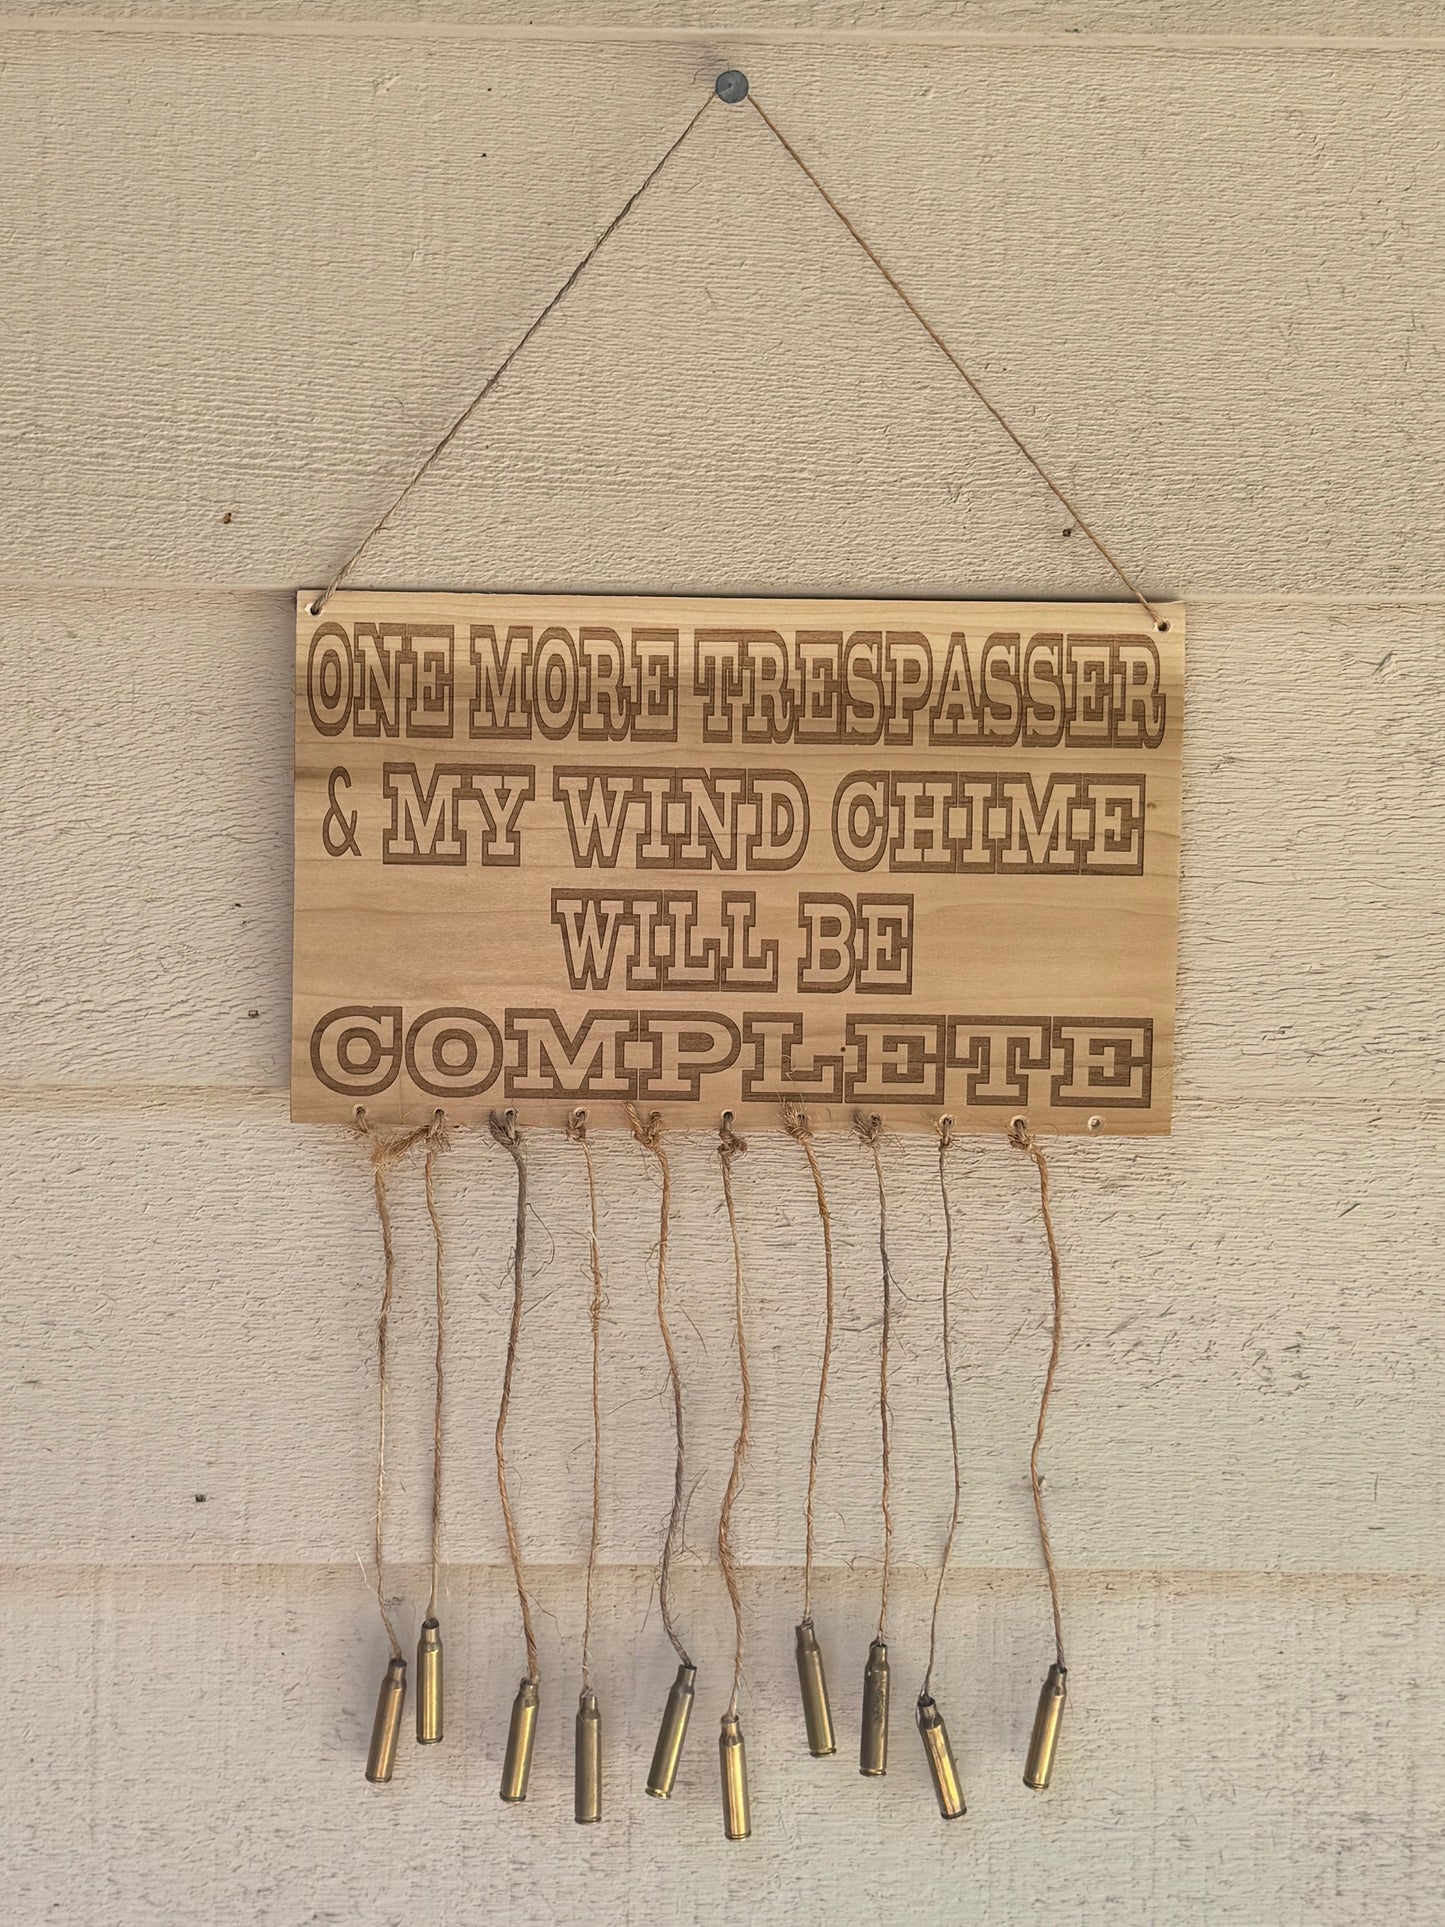 ONE MORE TRESPASSER
& MY WIND CHIME
WILL BE
COMPLETE